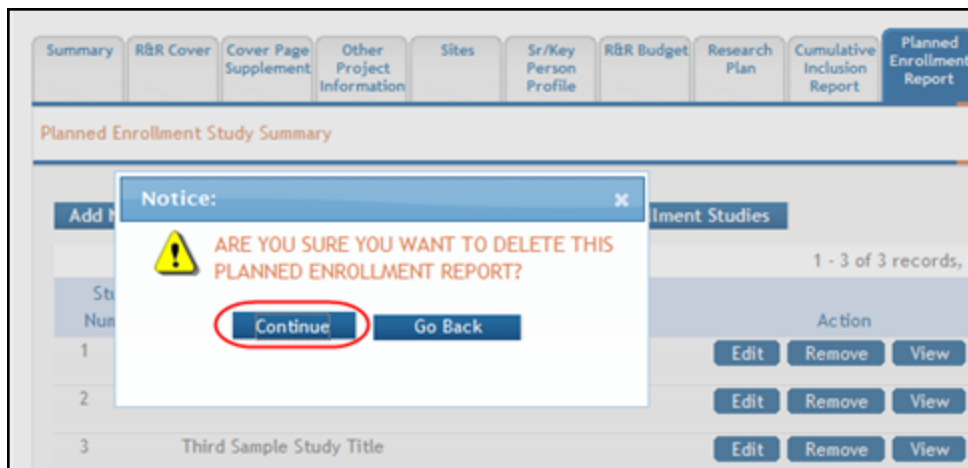 Summary R&R Cover Cover Page Supplement Other Project Information Sites Sr/Key Person Profile R&R Budget Research Plan Cumulative Inclusion Report Planned Enrollment Report
Planned Enrollment Study Summary
Notice:
Add
Studies
ARE YOU SURE YOU WANT TO DELETE THIS
PLANNED ENROLLMENT REPORT?
1 - 3 of 3 records,
Continue Go Back
Action
1 Edit Remove View
2 Edit Remove View
3 Third Sample Study Title Edit Remove View